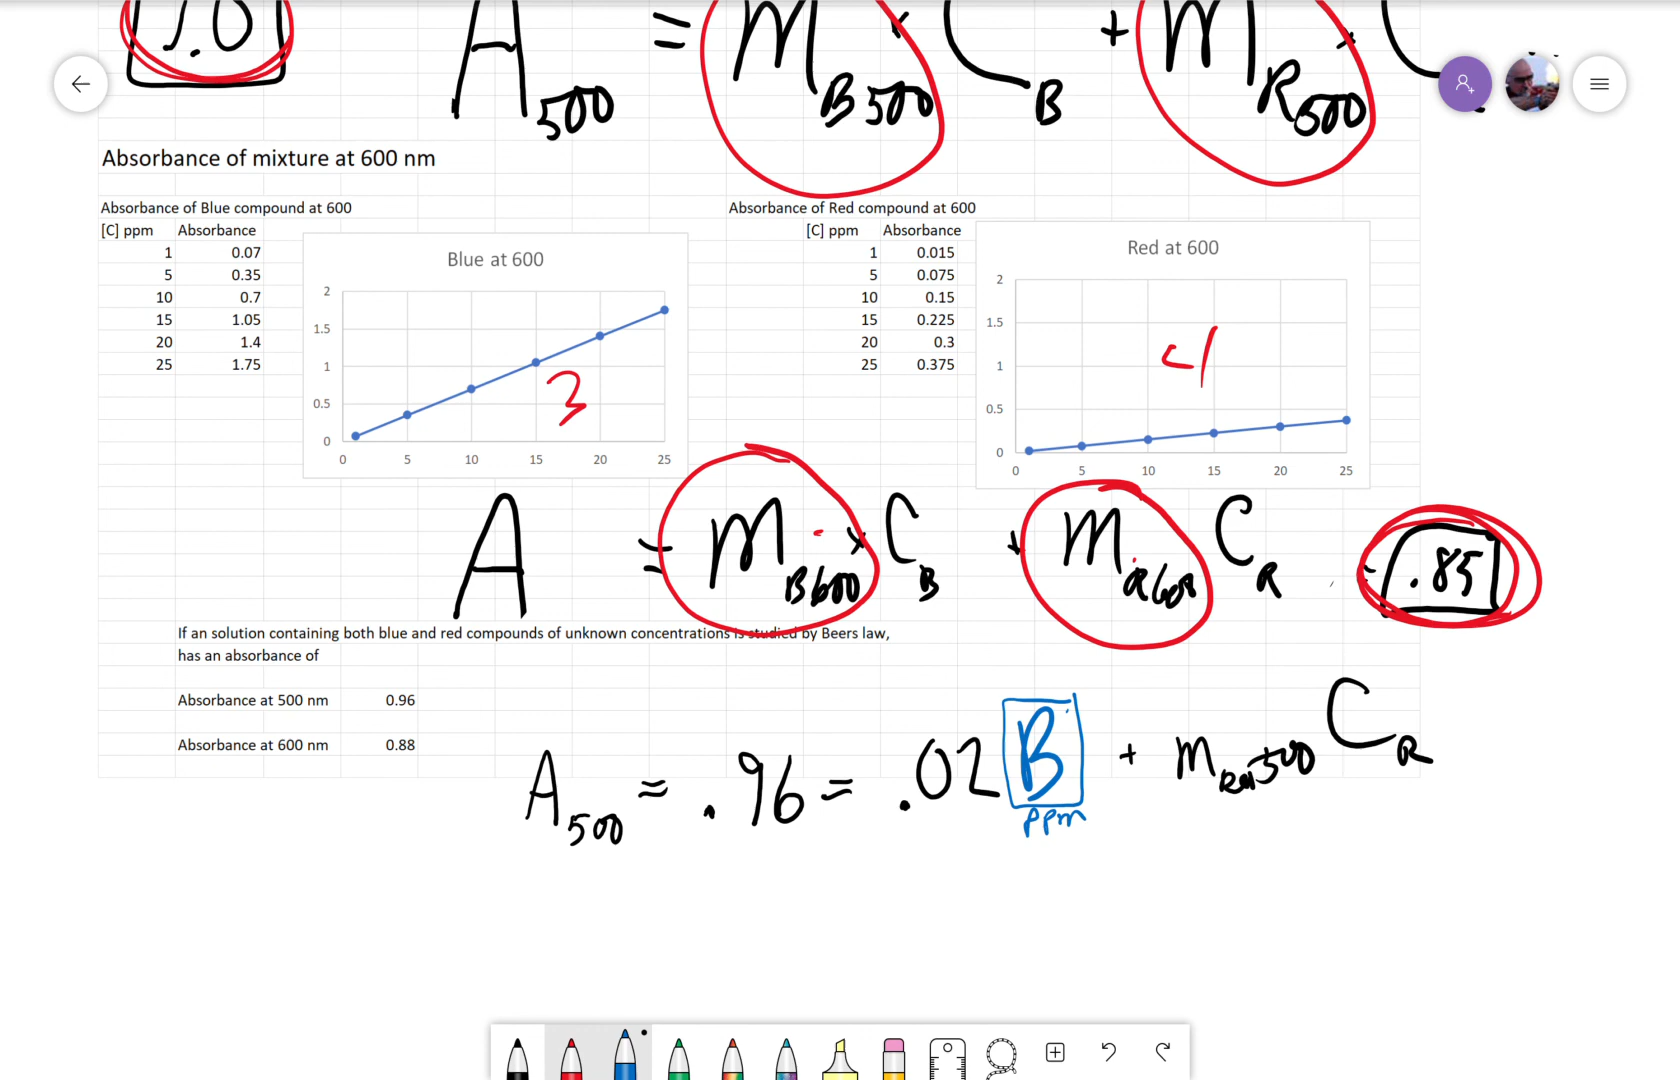 1.0
A500 = mB500 × CB + mR500 × C
Absorbance of mixture at 600 nm
Absorbance of Blue compound at 600
[C] ppm Absorbance
1 0.07
5 0.35
10 0.7
15 1.05
20 1.4
25 1.75
Blue at 600
2
1.5
1
0.5
0
0 5 10 15 20 25
3
Absorbance of Red compound at 600
[C] ppm Absorbance
1 0.015
5 0.075
10 0.15
15 0.225
20 0.3
25 0.375
Red at 600
2
1.5
1
0.5
0
0 5 10 15 20 25
4
A = mB600 × CB + mR600 CR = .85
If an solution containing both blue and red compounds of unknown concentrations is studied by Beers law,
has an absorbance of
Absorbance at 500 nm 0.96
Absorbance at 600 nm 0.88
A500 = .96 = .02 B + mRed500 CR
ppm